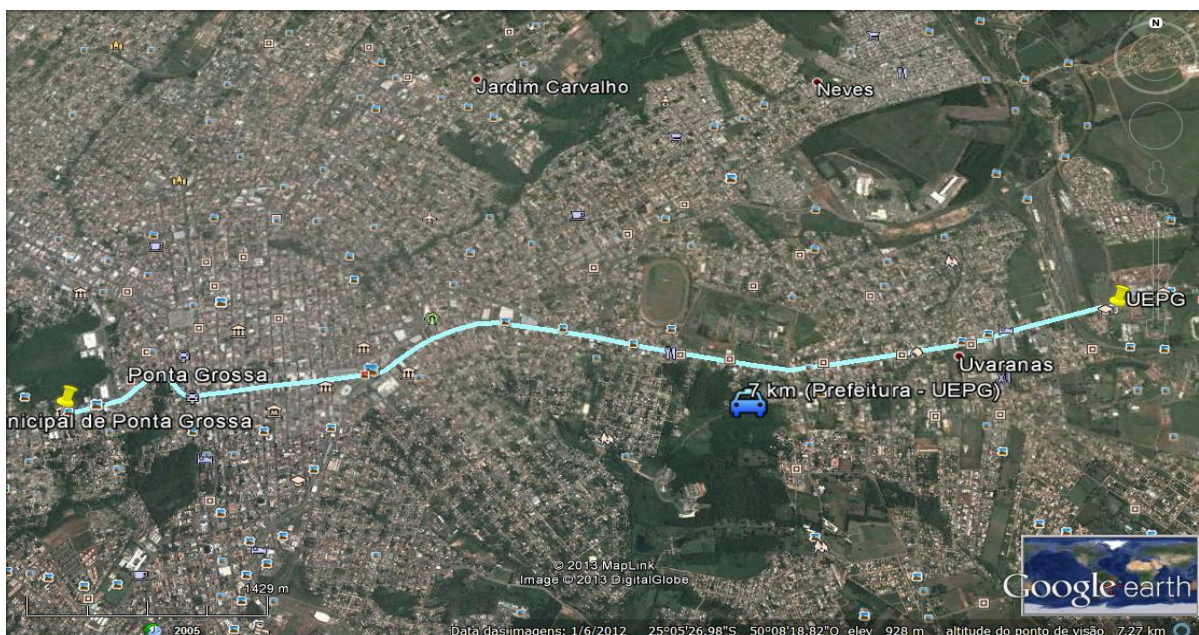 N
Jardim Carvalho
Neves
UEPG
Ponta Grossa
Uvaranas
7 km (Prefeitura - UEPG)
nicipal de Ponta Grossa
© 2013 MapLink
Image © 2013 DigitalGlobe
Google earth
1429 m
2005
Data das imagens: 1/6/2012 25°05'26.98"S 50°08'18.82"O elev 928 m altitude do ponto de visão 7.27 km